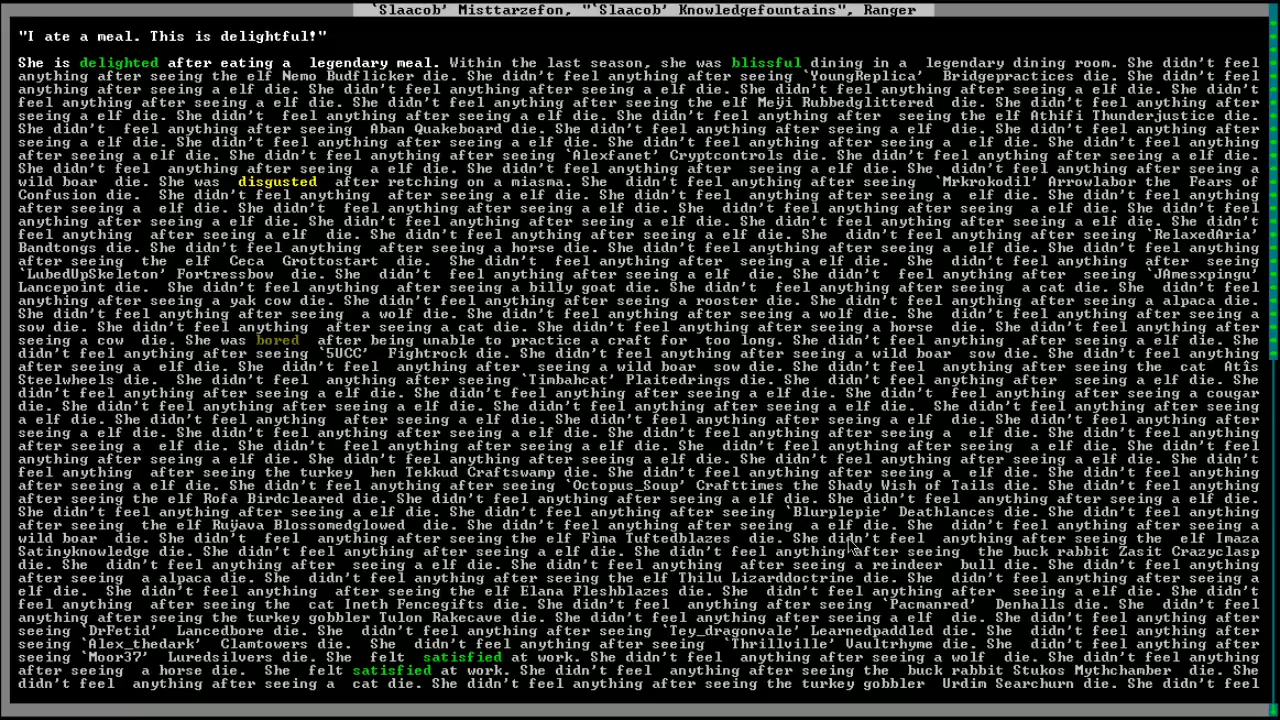 `Slaacob' Misttarzefon, "`Slaacob' Knowledgefountains", Ranger
"I ate a meal. This is delightful!"
She is delighted after eating a legendary meal. Within the last season, she was blissful dining in a legendary dining room. She didn't feel
anything after seeing the elf Nemo Budflicker die. She didn't feel anything after seeing `YoungReplica' Bridgepractices die. She didn't feel
anything after seeing a elf die. She didn't feel anything after seeing a elf die. She didn't feel anything after seeing a elf die. She didn't
feel anything after seeing a elf die. She didn't feel anything after seeing the elf Meÿi Rubbedglittered die. She didn't feel anything after
seeing a elf die. She didn't feel anything after seeing a elf die. She didn't feel anything after seeing the elf Athifi Thunderjustice die.
She didn't feel anything after seeing Aban Quakeboard die. She didn't feel anything after seeing a elf die. She didn't feel anything after
seeing a elf die. She didn't feel anything after seeing a elf die. She didn't feel anything after seeing a elf die. She didn't feel anything
after seeing a elf die. She didn't feel anything after seeing `Alexfanet' Cryptcontrols die. She didn't feel anything after seeing a elf die.
She didn't feel anything after seeing a elf die. She didn't feel anything after seeing a elf die. She didn't feel anything after seeing a
wild boar die. She was disgusted after retching on a miasma. She didn't feel anything after seeing `Mrkrokodil' Arrowlabor the Fears of
Confusion die. She didn't feel anything after seeing a elf die. She didn't feel anything after seeing a elf die. She didn't feel anything
after seeing a elf die. She didn't feel anything after seeing a elf die. She didn't feel anything after seeing a elf die. She didn't feel
anything after seeing a elf die. She didn't feel anything after seeing a elf die. She didn't feel anything after seeing a elf die. She didn't
feel anything after seeing a elf die. She didn't feel anything after seeing a elf die. She didn't feel anything after seeing `RelaxedAria'
Bandtongs die. She didn't feel anything after seeing a horse die. She didn't feel anything after seeing a elf die. She didn't feel anything
after seeing the elf Ceca Grottostart die. She didn't feel anything after seeing a elf die. She didn't feel anything after seeing
`LubedUpSkeleton' Fortressbow die. She didn't feel anything after seeing a elf die. She didn't feel anything after seeing `JAmesxpingu'
Lancepoint die. She didn't feel anything after seeing a billy goat die. She didn't feel anything after seeing a cat die. She didn't feel
anything after seeing a yak cow die. She didn't feel anything after seeing a rooster die. She didn't feel anything after seeing a alpaca die.
She didn't feel anything after seeing a wolf die. She didn't feel anything after seeing a elf die. She didn't feel anything after seeing a
sow die. She didn't feel anything after seeing a cat die. She didn't feel anything after seeing a horse die. She didn't feel anything after
seeing a cow die. She was bored after being unable to practice a craft for too long. She didn't feel anything after seeing a elf die. She
didn't feel anything after seeing `5UCC' Fightrock die. She didn't feel anything after seeing a wild boar sow die. She didn't feel anything
after seeing a elf die. She didn't feel anything after seeing a wild boar sow die. She didn't feel anything after seeing the cat Atîs
Steelwheels die. She didn't feel anything after seeing `Timbahcat' Plaitedrings die. She didn't feel anything after seeing a elf die. She
didn't feel anything after seeing a elf die. She didn't feel anything after seeing a elf die. She didn't feel anything after seeing a cougar
die. She didn't feel anything after seeing a elf die. She didn't feel anything after seeing a elf die. She didn't feel anything after seeing
a elf die. She didn't feel anything after seeing a elf die. She didn't feel anything after seeing a elf die. She didn't feel anything after
seeing a elf die. She didn't feel anything after seeing a elf die. She didn't feel anything after seeing a elf die. She didn't feel anything
after seeing a elf die. She didn't feel anything after seeing a elf die. She didn't feel anything after seeing a elf die. She didn't feel
anything after seeing a elf die. She didn't feel anything after seeing a elf die. She didn't feel anything after seeing a elf die. She didn't
feel anything after seeing the turkey hen Tekkud Craftswamp die. She didn't feel anything after seeing a elf die. She didn't feel anything
after seeing a elf die. She didn't feel anything after seeing `Octopus_Soup' Crafttimes the Shady Wish of Tails die. She didn't feel anything
after seeing the elf Rofa Birdcleared die. She didn't feel anything after seeing a elf die. She didn't feel anything after seeing a elf die.
She didn't feel anything after seeing a elf die. She didn't feel anything after seeing `Blurplepie' Deathlances die. She didn't feel anything
after seeing the elf Ruÿava Blossomedglowed die. She didn't feel anything after seeing a elf die. She didn't feel anything after seeing a
wild boar die. She didn't feel anything after seeing the elf Fìma Tuftedblazes die. She didn't feel anything after seeing the elf Imaza
Satinyknowledge die. She didn't feel anything after seeing a elf die. She didn't feel anything after seeing the buck rabbit Zasit Crazyclasp
die. She didn't feel anything after seeing a elf die. She didn't feel anything after seeing a reindeer bull die. She didn't feel anything
after seeing a alpaca die. She didn't feel anything after seeing the elf Thilu Lizarddoctrine die. She didn't feel anything after seeing a
elf die. She didn't feel anything after seeing the elf Elana Fleshblazes die. She didn't feel anything after seeing a elf die. She didn't
feel anything after seeing the cat Ineth Fencegifts die. She didn't feel anything after seeing `Pacmanred' Denhalls die. She didn't feel
anything after seeing the turkey gobbler Tulon Rakecave die. She didn't feel anything after seeing a elf die. She didn't feel anything after
seeing `DrFetid' Lancedbore die. She didn't feel anything after seeing `Tey_dragonvale' Learnedpaddled die. She didn't feel anything after
seeing `Alex_thedark' Clamtowers die. She didn't feel anything after seeing `Thrillville' Vaultrhyme die. She didn't feel anything after
seeing `Moor37' Luredsilvers die. She felt satisfied at work. She didn't feel anything after seeing a wolf die. She didn't feel anything
after seeing a horse die. She felt satisfied at work. She didn't feel anything after seeing the buck rabbit Stukos Mythchamber die. She
didn't feel anything after seeing a cat die. She didn't feel anything after seeing the turkey gobbler Urdim Searchurn die. She didn't feel